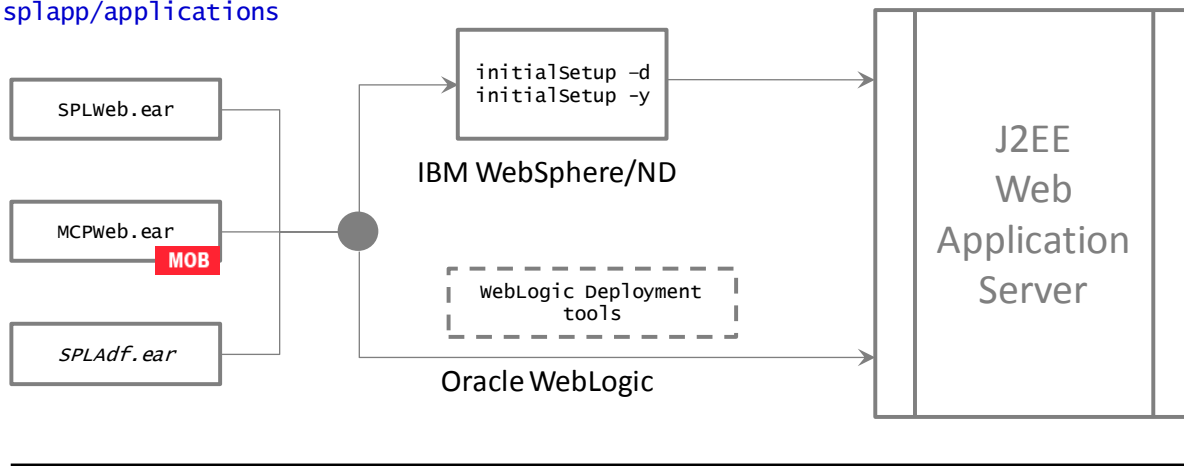 splapp/applications
SPLWeb.ear
MCPWeb.ear
MOB
SPLAdf.ear
initialSetup –d
initialSetup -y
IBM WebSphere/ND
WebLogic Deployment
tools
Oracle WebLogic
J2EE
Web
Application
Server